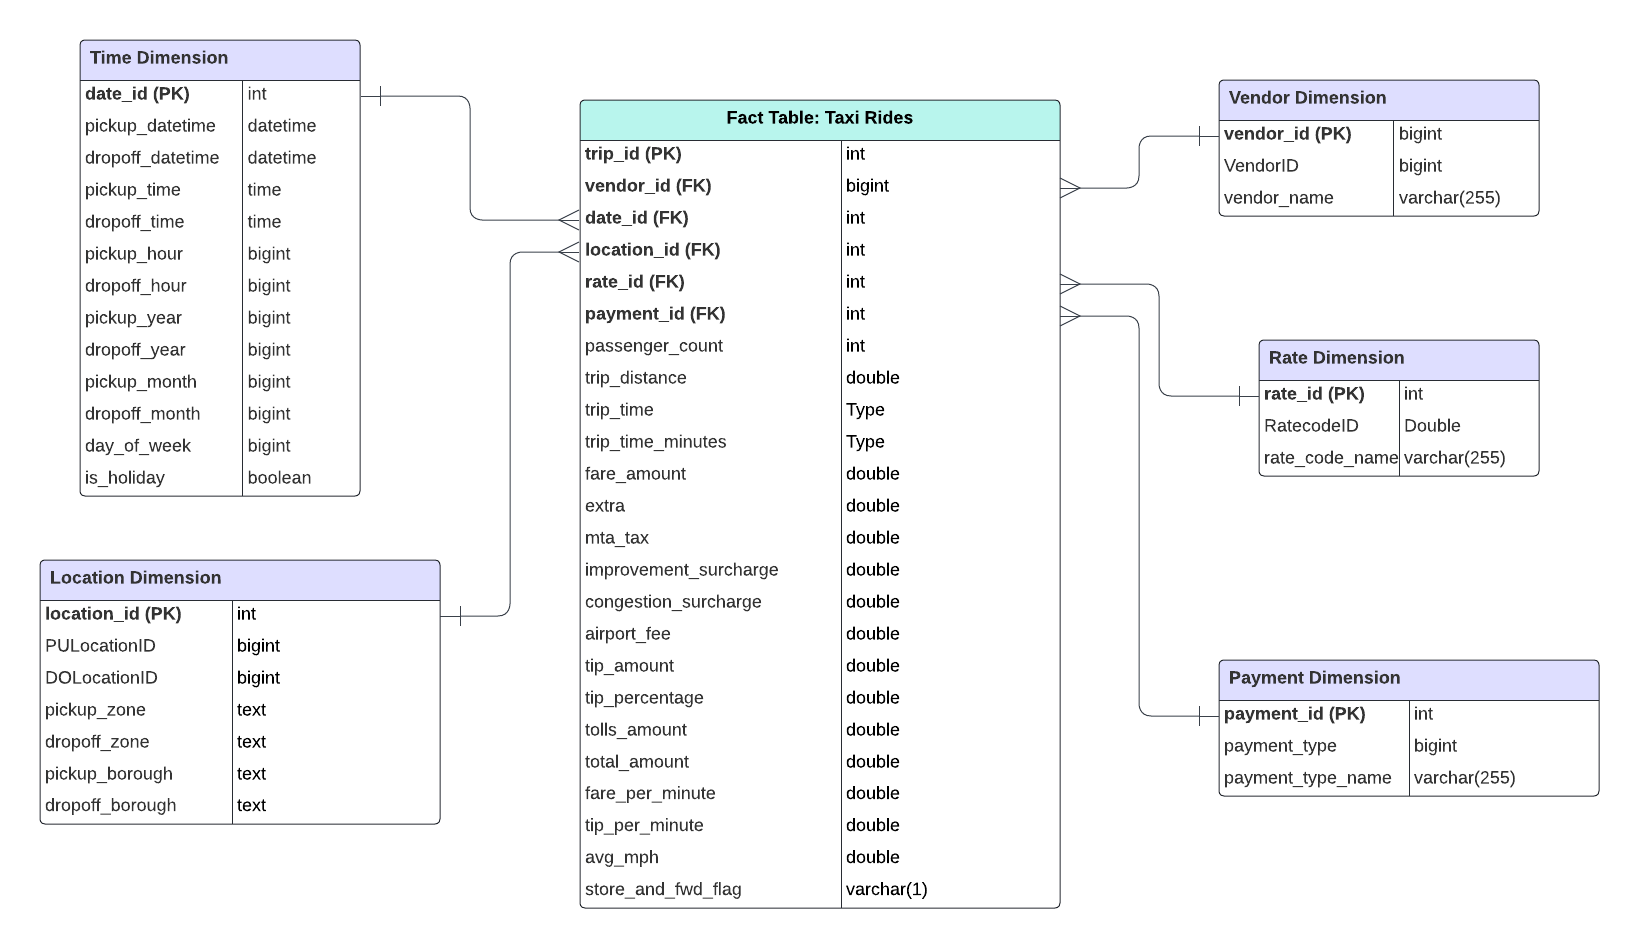 Time Dimension
date_id (PK) int
pickup_datetime datetime
dropoff_datetime datetime
pickup_time time
dropoff_time time
pickup_hour bigint
dropoff_hour bigint
pickup_year bigint
dropoff_year bigint
pickup_month bigint
dropoff_month bigint
day_of_week bigint
is_holiday boolean
Location Dimension
location_id (PK) int
PULocationID bigint
DOLocationID bigint
pickup_zone text
dropoff_zone text
pickup_borough text
dropoff_borough text
Fact Table: Taxi Rides
trip_id (PK) int
vendor_id (FK) bigint
date_id (FK) int
location_id (FK) int
rate_id (FK) int
payment_id (FK) int
passenger_count int
trip_distance double
trip_time Type
trip_time_minutes Type
fare_amount double
extra double
mta_tax double
improvement_surcharge double
congestion_surcharge double
airport_fee double
tip_amount double
tip_percentage double
tolls_amount double
total_amount double
fare_per_minute double
tip_per_minute double
avg_mph double
store_and_fwd_flag varchar(1)
Vendor Dimension
vendor_id (PK) bigint
VendorID bigint
vendor_name varchar(255)
Rate Dimension
rate_id (PK) int
RatecodeID Double
rate_code_name varchar(255)
Payment Dimension
payment_id (PK) int
payment_type bigint
payment_type_name varchar(255)